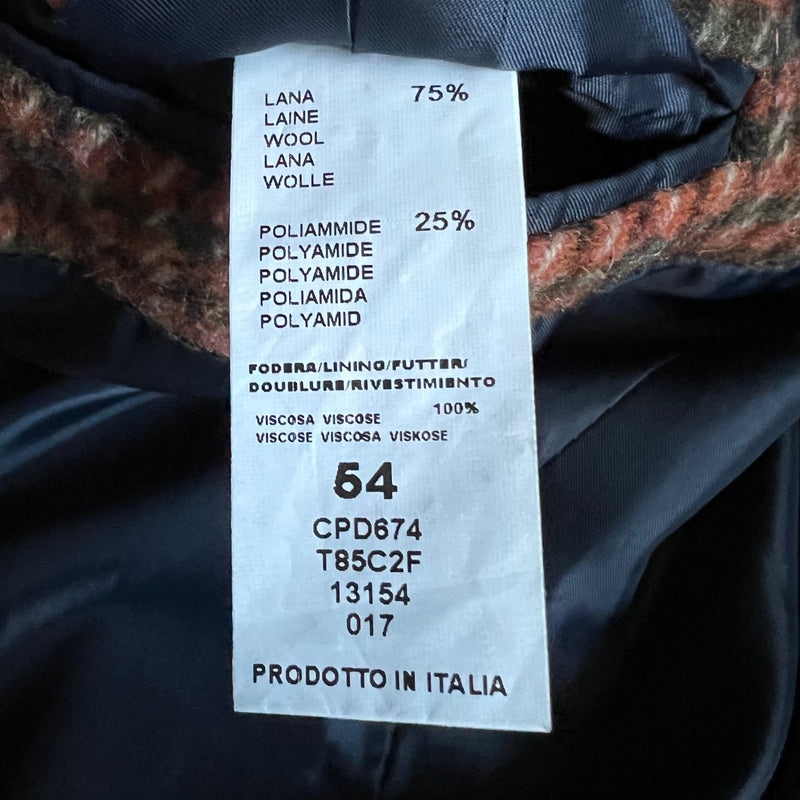 LANA 75%
LAINE
WOOL
LANA
WOLLE
POLIAMMIDE 25%
POLYAMIDE
POLYAMIDE
POLIAMIDA
POLYAMID
FODERA/LINING/FUTTER/
DOUBLURE/RIVESTIMIENTO
VISCOSA VISCOSE 100%
VISCOSE VISCOSA VISKOSE
54
CPD674
T85C2F
13154
017
PRODOTTO IN ITALIA